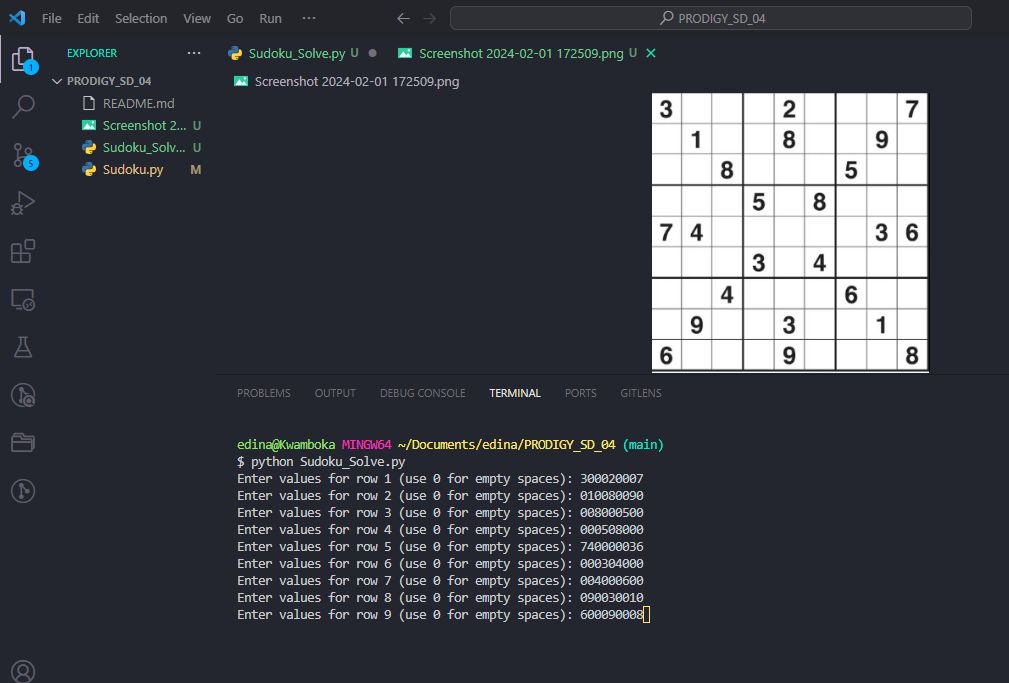 File Edit Selection View Go Run ··· ← → PRODIGY_SD_04
EXPLORER ···
PRODIGY_SD_04
README.md
Screenshot 2... U
Sudoku_Solv... U
Sudoku.py M
1
5
Sudoku_Solve.py U ● Screenshot 2024-02-01 172509.png U ×
Screenshot 2024-02-01 172509.png
3 2 7
1 8 9
8 5
5 8
7 4 3 6
3 4
4 6
9 3 1
6 9 8
PROBLEMS OUTPUT DEBUG CONSOLE TERMINAL PORTS GITLENS
edina@Kwamboka MINGW64 ~/Documents/edina/PRODIGY_SD_04 (main)
$ python Sudoku_Solve.py
Enter values for row 1 (use 0 for empty spaces): 300020007
Enter values for row 2 (use 0 for empty spaces): 010080090
Enter values for row 3 (use 0 for empty spaces): 008000500
Enter values for row 4 (use 0 for empty spaces): 000508000
Enter values for row 5 (use 0 for empty spaces): 740000036
Enter values for row 6 (use 0 for empty spaces): 000304000
Enter values for row 7 (use 0 for empty spaces): 004000600
Enter values for row 8 (use 0 for empty spaces): 090030010
Enter values for row 9 (use 0 for empty spaces): 600090008